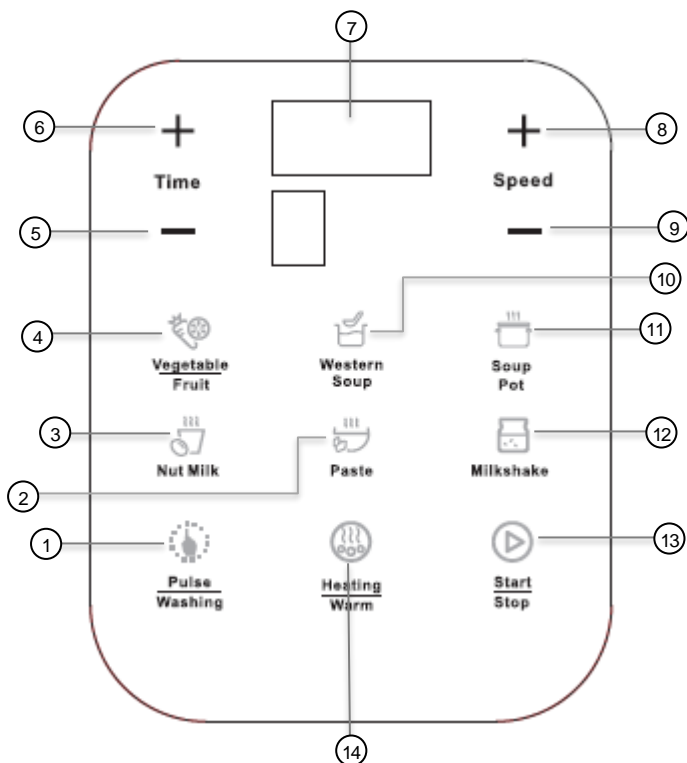 7
6
8
Time
Speed
5
9
10
4
11
Vegetable
Fruit
Western
Soup
Soup
Pot
3
12
Nut Milk
Paste
Milkshake
2
1
13
Pulse
Washing
Heating
Warm
Start
Stop
14